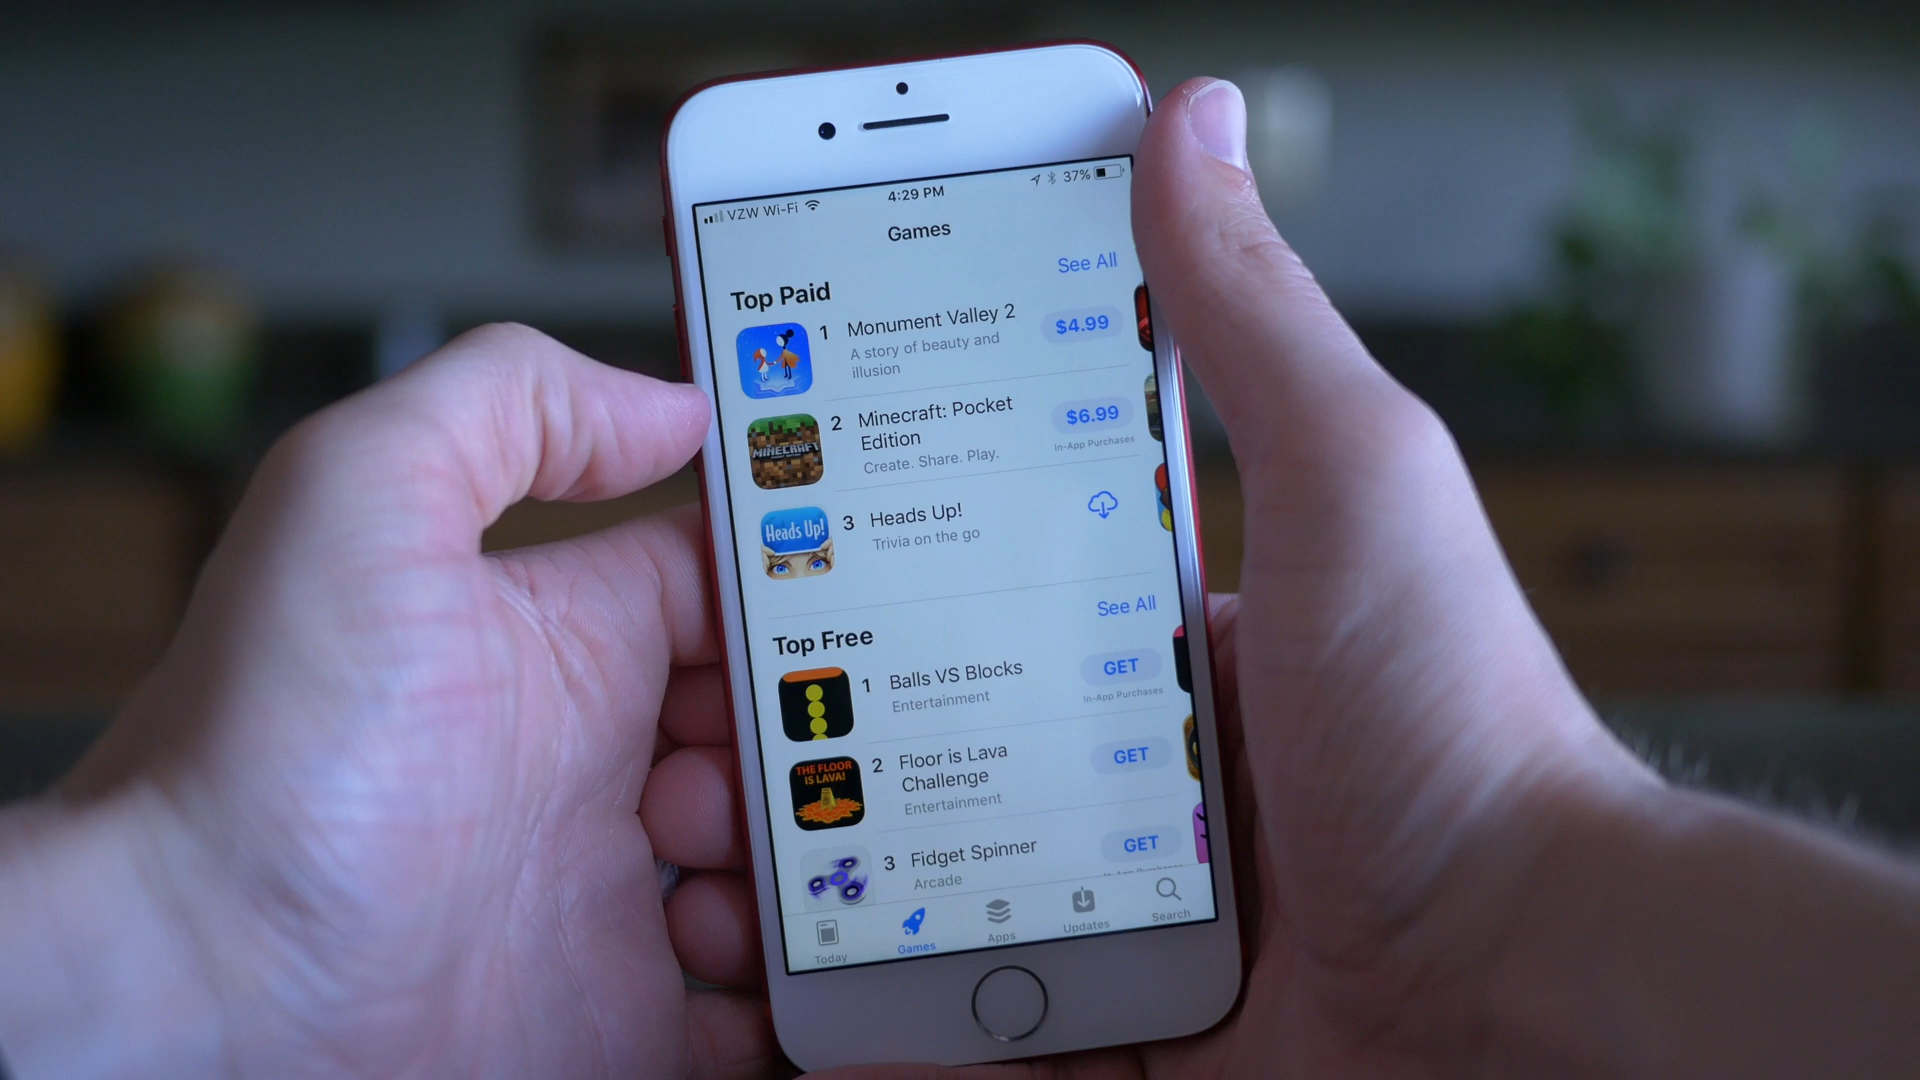 VZW Wi-Fi
4:29 PM
37%
Games
Top Paid
See All
1
Monument Valley 2
A story of beauty and
illusion
$4.99
MINECRAFT
2
Minecraft: Pocket
Edition
Create. Share. Play.
$6.99
In-App Purchases
Heads Up!
3
Heads Up!
Trivia on the go
Top Free
See All
1
Balls VS Blocks
Entertainment
GET
In-App Purchases
THE FLOOR
IS LAVA!
2
Floor is Lava
Challenge
Entertainment
GET
3
Fidget Spinner
Arcade
GET
In-App Purchases
Today
Games
Apps
Updates
Search